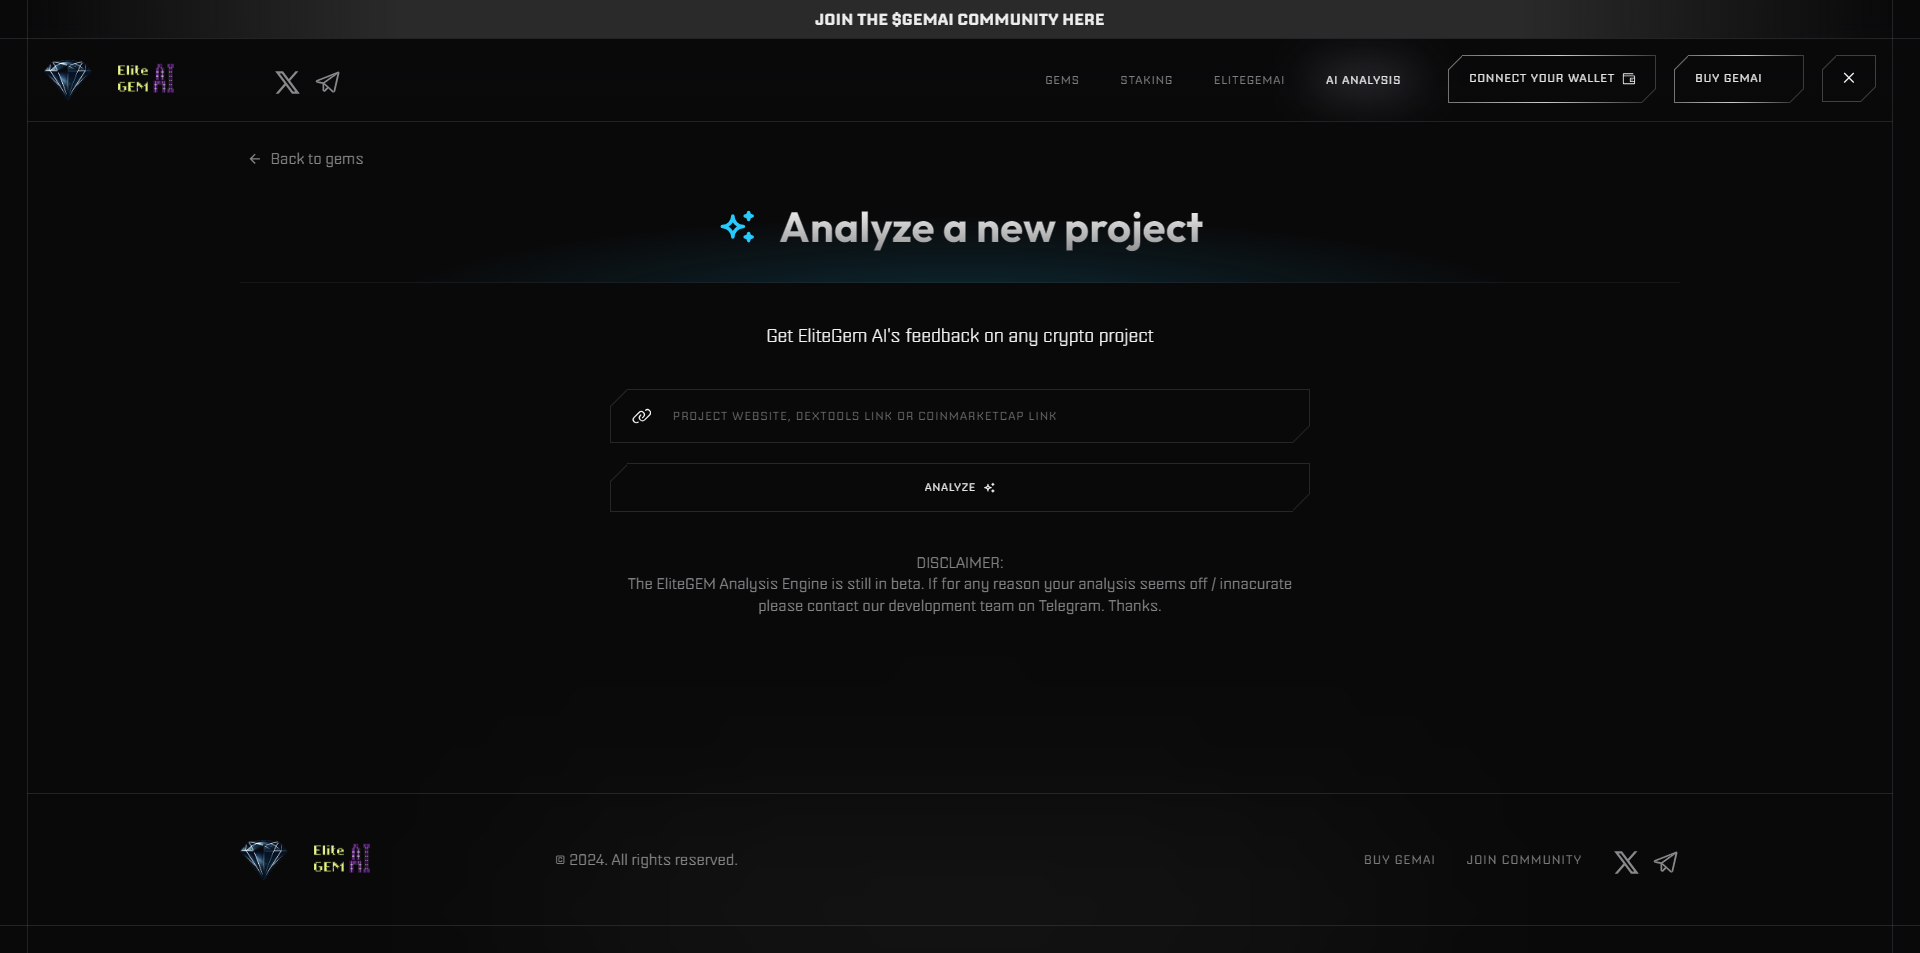 JOIN THE $GEMAI COMMUNITY HERE
Elite
GEM AI
GEMS STAKING ELITEGEMAI AI ANALYSIS CONNECT YOUR WALLET BUY GEMAI
Back to gems
Analyze a new project
Get EliteGem AI's feedback on any crypto project
PROJECT WEBSITE, DEXTOOLS LINK OR COINMARKETCAP LINK
ANALYZE
DISCLAIMER:
The EliteGEM Analysis Engine is still in beta. If for any reason your analysis seems off / innacurate
please contact our development team on Telegram. Thanks.
Elite
GEM AI
© 2024. All rights reserved.
BUY GEMAI JOIN COMMUNITY